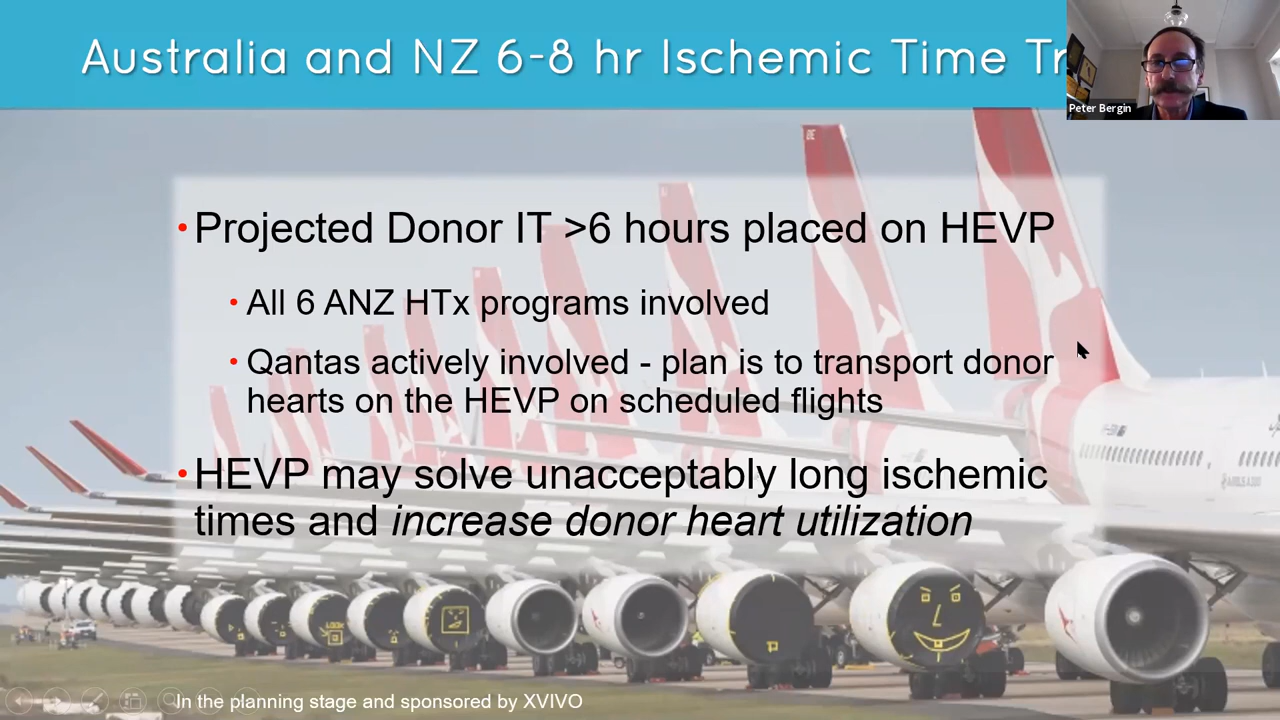 Australia and NZ 6-8 hr Ischemic Time Tr
Peter Bergin
• Projected Donor IT >6 hours placed on HEVP
• All 6 ANZ HTx programs involved
• Qantas actively involved - plan is to transport donor
hearts on the HEVP on scheduled flights
• HEVP may solve unacceptably long ischemic
times and increase donor heart utilization
In the planning stage and sponsored by XVIVO